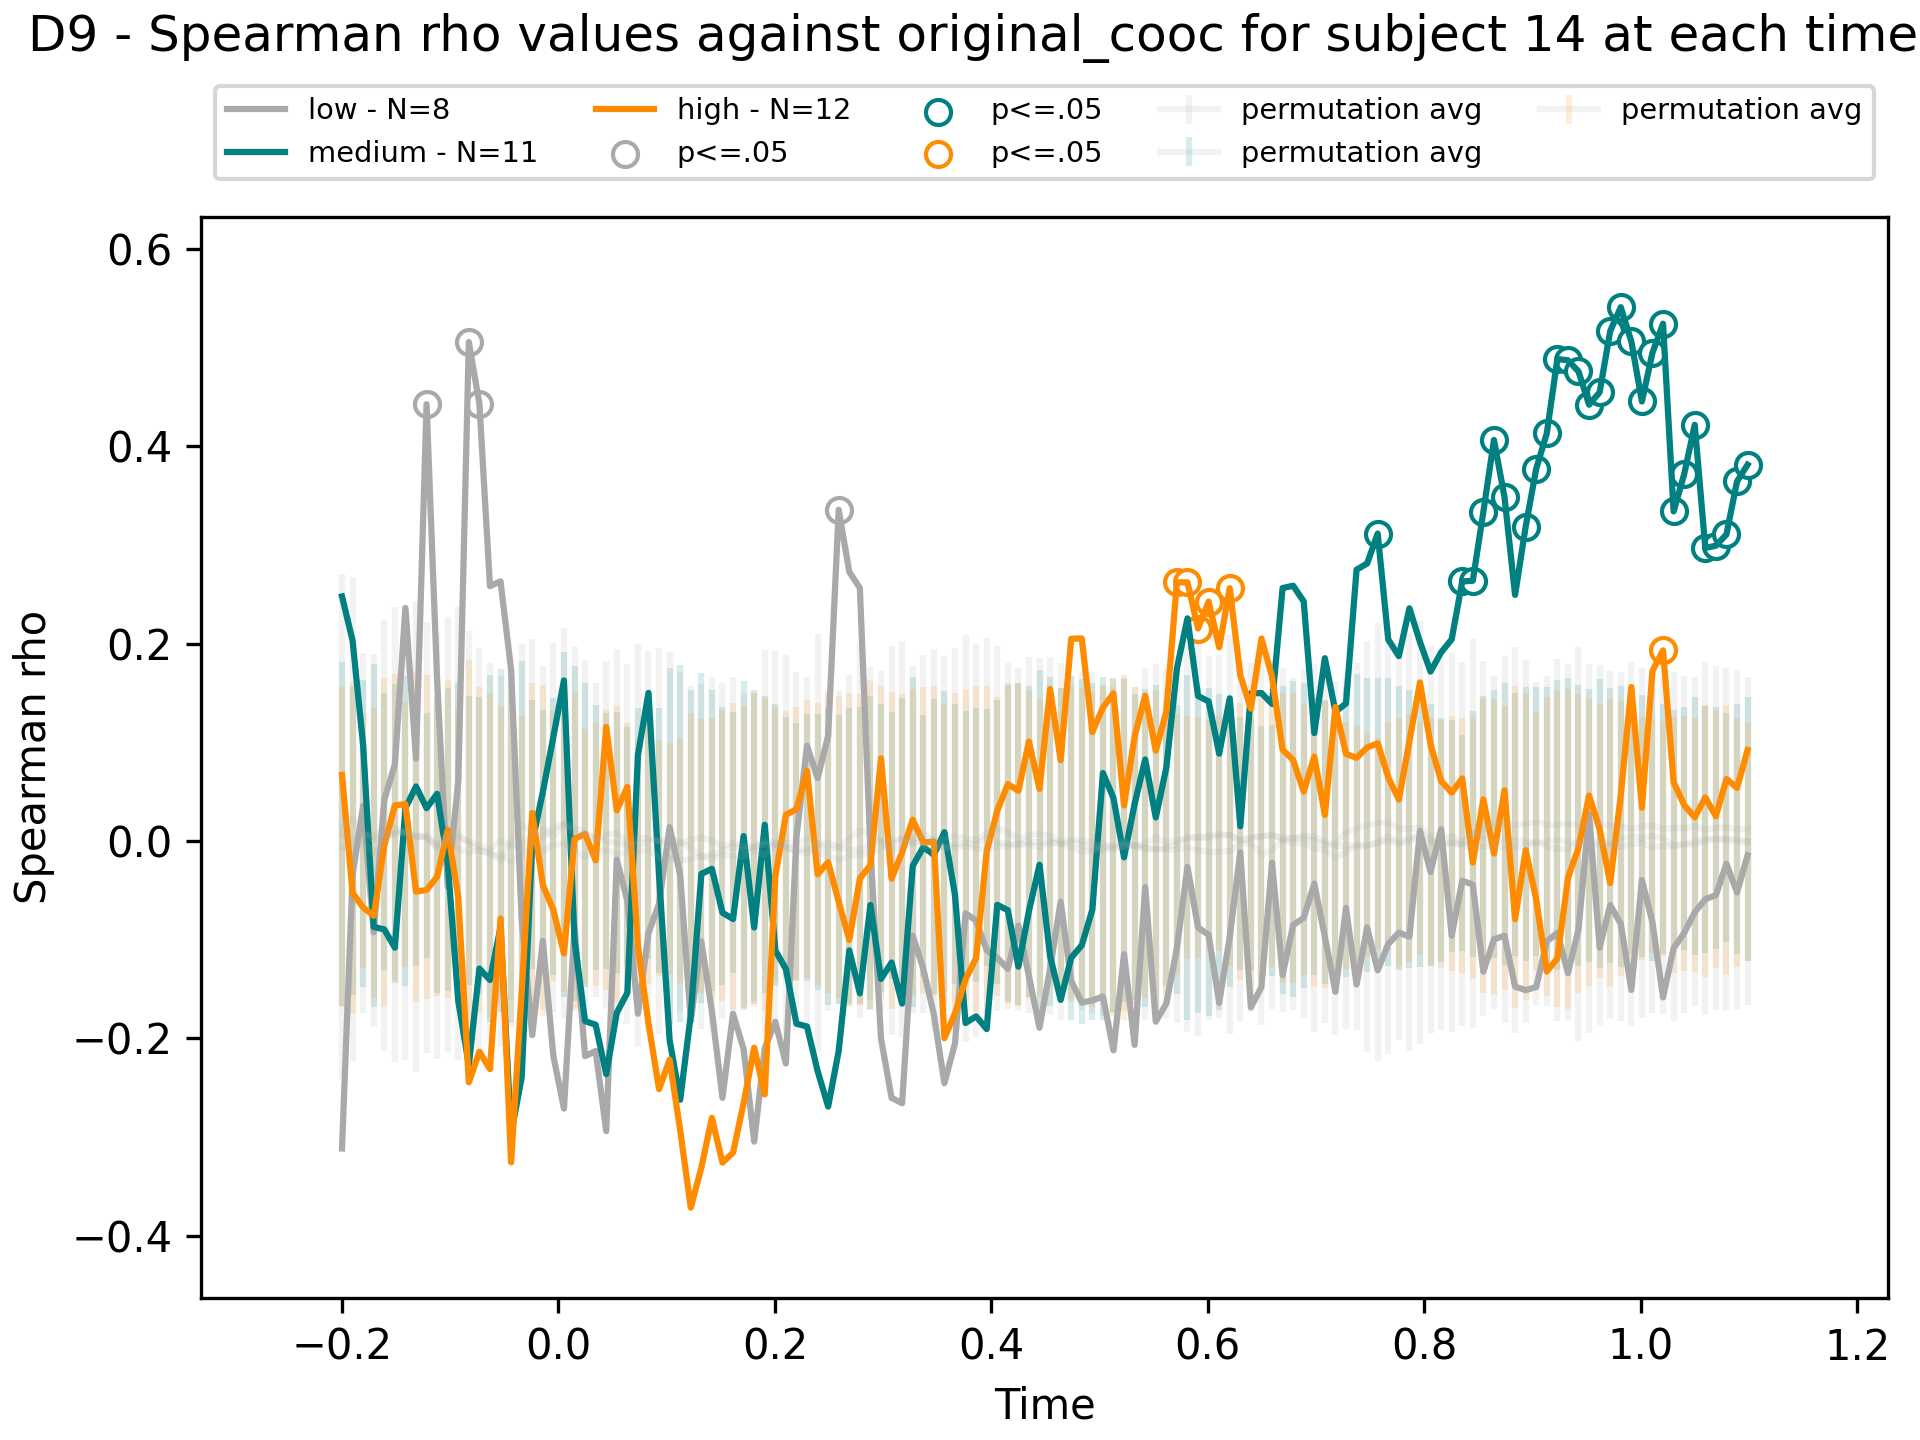 D9 - Spearman rho values against original_cooc for subject 14 at each time
low - N=8 high - N=12 p<=.05 permutation avg permutation avg
medium - N=11 p<=.05 p<=.05 permutation avg
0.6
0.4
0.2
0.0
−0.2
−0.4
Spearman rho
−0.2 0.0 0.2 0.4 0.6 0.8 1.0 1.2
Time